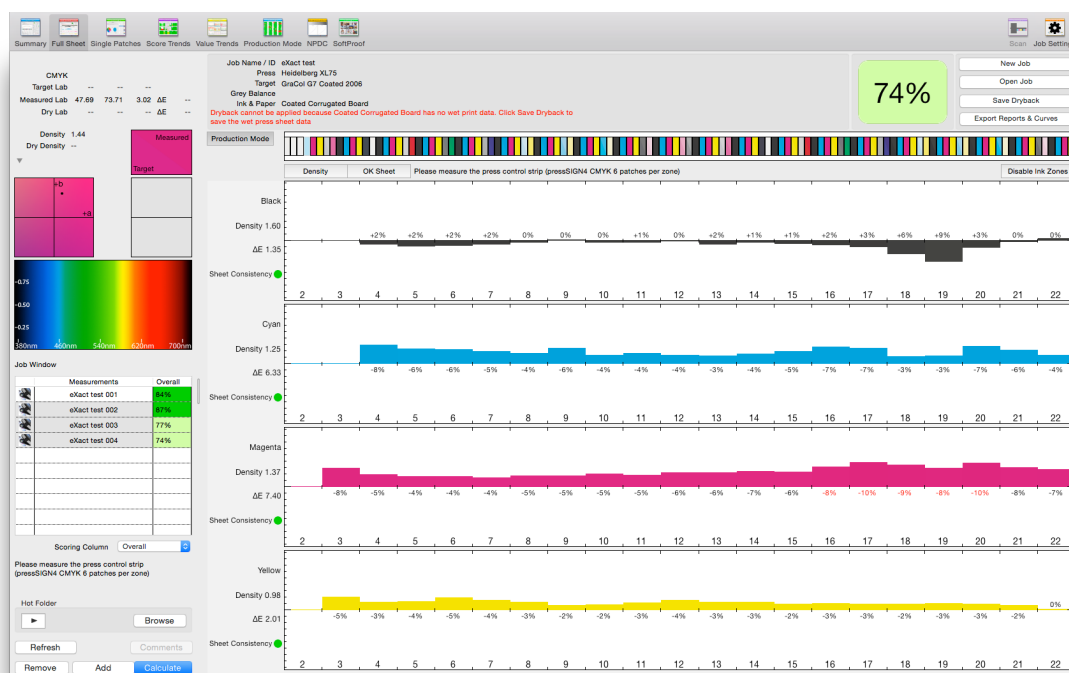 Summary Full Sheet Single Patches Score Trends Value Trends Production Mode NPDC SoftProof Scan Job Setting
CMYK
Target Lab -- -- --
Measured Lab 47.69 73.71 3.02 ΔE --
Dry Lab -- -- -- ΔE --
Density 1.44
Dry Density --
Measured
Target
+b
+a
-0.75
-0.50
-0.25
380nm 460nm 540nm 620nm 700nm
Job Window
Measurements Overall
eXact test 001 84%
eXact test 002 87%
eXact test 003 77%
eXact test 004 74%
Scoring Column Overall
Please measure the press control strip
(pressSIGN4 CMYK 6 patches per zone)
Hot Folder
Browse
Refresh Comments
Remove Add Calculate
Job Name / ID eXact test
Press Heidelberg XL75
Target GraCol G7 Coated 2006
Grey Balance
Ink & Paper Coated Corrugated Board
Dryback cannot be applied because Coated Corrugated Board has no wet print data. Click Save Dryback to
save the wet press sheet data
74%
New Job
Open Job
Save Dryback
Export Reports & Curves
Production Mode
Density OK Sheet Please measure the press control strip (pressSIGN4 CMYK 6 patches per zone) Disable Ink Zones
Black
Density 1.60
+2% +2% +2% +2% 0% 0% 0% +1% 0% +2% +1% +1% +2% +3% +6% +9% +3% 0% 0%
ΔE 1.35
Sheet Consistency
2 3 4 5 6 7 8 9 10 11 12 13 14 15 16 17 18 19 20 21 22
Cyan
Density 1.25
ΔE 6.33
-8% -6% -6% -5% -4% -6% -4% -4% -4% -3% -4% -5% -7% -7% -3% -3% -7% -6% -4%
Sheet Consistency
2 3 4 5 6 7 8 9 10 11 12 13 14 15 16 17 18 19 20 21 22
Magenta
Density 1.37
ΔE 7.40
-8% -5% -4% -4% -4% -5% -5% -5% -5% -6% -6% -7% -6% -8% -10% -9% -8% -10% -8% -7%
Sheet Consistency
2 3 4 5 6 7 8 9 10 11 12 13 14 15 16 17 18 19 20 21 22
Yellow
Density 0.98
0%
ΔE 2.01
-5% -3% -4% -5% -3% -3% -2% -2% -3% -4% -3% -3% -2% -3% -3% -2% -3% -3% -2%
Sheet Consistency
2 3 4 5 6 7 8 9 10 11 12 13 14 15 16 17 18 19 20 21 22